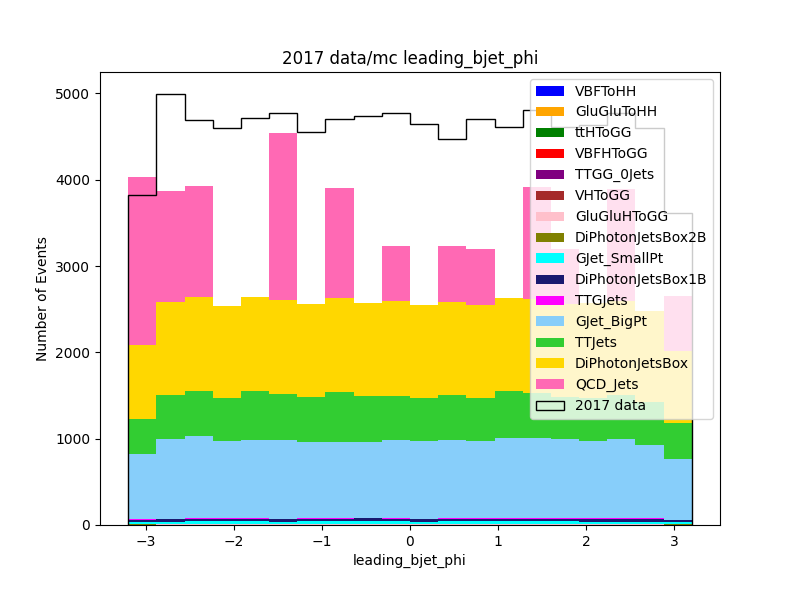 2017 data/mc leading_bjet_phi
Number of Events
5000
4000
3000
2000
1000
0
−3
−2
−1
0
1
2
3
leading_bjet_phi
VBFToHH
GluGluToHH
ttHToGG
VBFHToGG
TTGG_0Jets
VHToGG
GluGluHToGG
DiPhotonJetsBox2B
GJet_SmallPt
DiPhotonJetsBox1B
TTGJets
GJet_BigPt
TTJets
DiPhotonJetsBox
QCD_Jets
2017 data